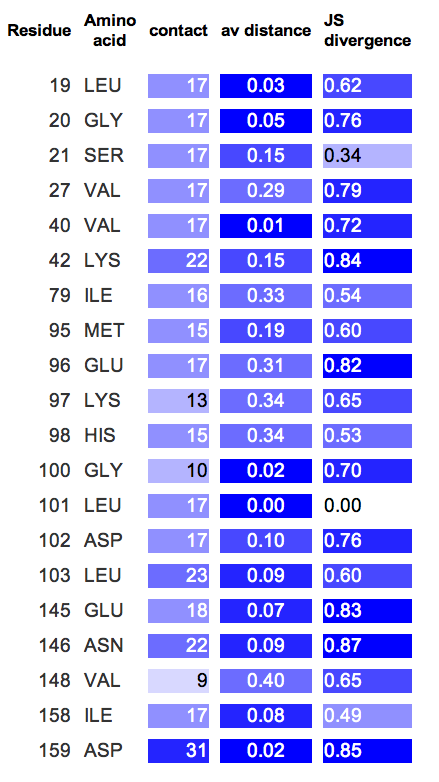 Residue Amino acid contact av distance JS divergence
19 LEU 17 0.03 0.62
20 GLY 17 0.05 0.76
21 SER 17 0.15 0.34
27 VAL 17 0.29 0.79
40 VAL 17 0.01 0.72
42 LYS 22 0.15 0.84
79 ILE 16 0.33 0.54
95 MET 15 0.19 0.60
96 GLU 17 0.31 0.82
97 LYS 13 0.34 0.65
98 HIS 15 0.34 0.53
100 GLY 10 0.02 0.70
101 LEU 17 0.00 0.00
102 ASP 17 0.10 0.76
103 LEU 23 0.09 0.60
145 GLU 18 0.07 0.83
146 ASN 22 0.09 0.87
148 VAL 9 0.40 0.65
158 ILE 17 0.08 0.49
159 ASP 31 0.02 0.85